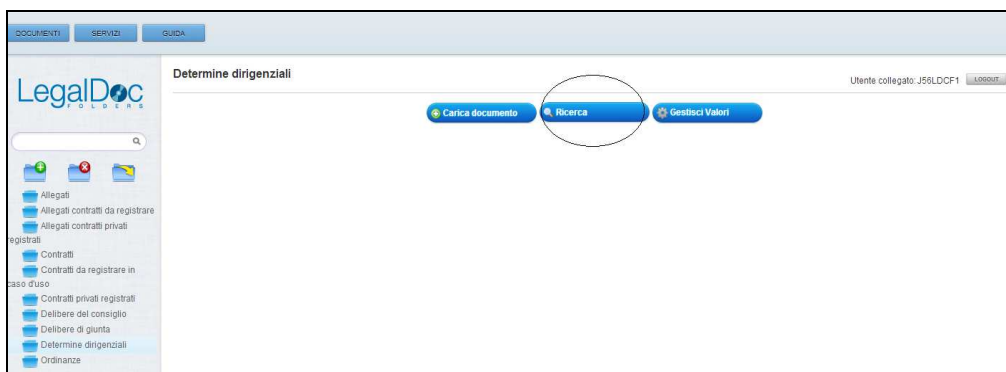 DOCUMENTI SERVIZI GUIDA
Determine dirigenziali
Utente collegato: J56LDCF1 LOGOUT
LegalDoc
FOLDERS
Carica documento Ricerca Gestisci Valori
Allegati
Allegati contratti da registrare
Allegati contratti privati
registrati
Contratti
Contratti da registrare in
caso d'uso
Contratti privati registrati
Delibere del consiglio
Delibere di giunta
Determine dirigenziali
Ordinanze